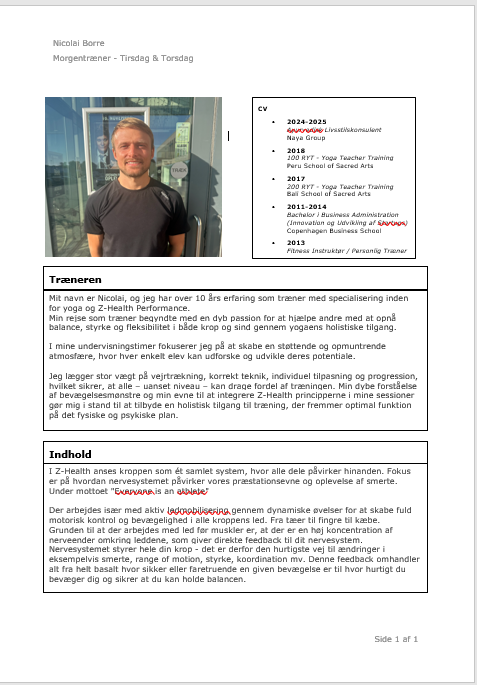 Nicolai Borre
Morgentræner - Tirsdag & Torsdag
CV
• 2024-2025
Ayurvedisk Livsstilskonsulent
Naya Group
• 2018
100 RYT - Yoga Teacher Training
Peru School of Sacred Arts
• 2017
200 RYT - Yoga Teacher Training
Bali School of Sacred Arts
• 2011-2014
Bachelor i Business Administration
(Innovation og Udvikling af Startups)
Copenhagen Business School
• 2013
Fitness Instruktør / Personlig Træner
Træneren
Mit navn er Nicolai, og jeg har over 10 års erfaring som træner med specialisering inden
for yoga og Z-Health Performance.
Min rejse som træner begyndte med en dyb passion for at hjælpe andre med at opnå
balance, styrke og fleksibilitet i både krop og sind gennem yogaens holistiske tilgang.
I mine undervisningstimer fokuserer jeg på at skabe en støttende og opmuntrende
atmosfære, hvor hver enkelt elev kan udforske og udvikle deres potentiale.
Jeg lægger stor vægt på vejrtrækning, korrekt teknik, individuel tilpasning og progression,
hvilket sikrer, at alle – uanset niveau – kan drage fordel af træningen. Min dybe forståelse
af bevægelsesmønstre og min evne til at integrere Z-Health principperne i mine sessioner
gør mig i stand til at tilbyde en holistisk tilgang til træning, der fremmer optimal funktion
på det fysiske og psykiske plan.
Indhold
I Z-Health anses kroppen som ét samlet system, hvor alle dele påvirker hinanden. Fokus
er på hvordan nervesystemet påvirker vores præstationsevne og oplevelse af smerte.
Under mottoet "Everyone is an athlete"
Der arbejdes især med aktiv ledmobilisering gennem dynamiske øvelser for at skabe fuld
motorisk kontrol og bevægelighed i alle kroppens led. Fra tæer til fingre til kæbe.
Grunden til at der arbejdes med led før muskler er, at der er en høj koncentration af
nerveender omkring leddene, som giver direkte feedback til dit nervesystem.
Nervesystemet styrer hele din krop - det er derfor den hurtigste vej til ændringer i
eksempelvis smerte, range of motion, styrke, koordination mv. Denne feedback omhandler
alt fra helt basalt hvor sikker eller faretruende en given bevægelse er til hvor hurtigt du
bevæger dig og sikrer at du kan holde balancen.
Side 1 af 1